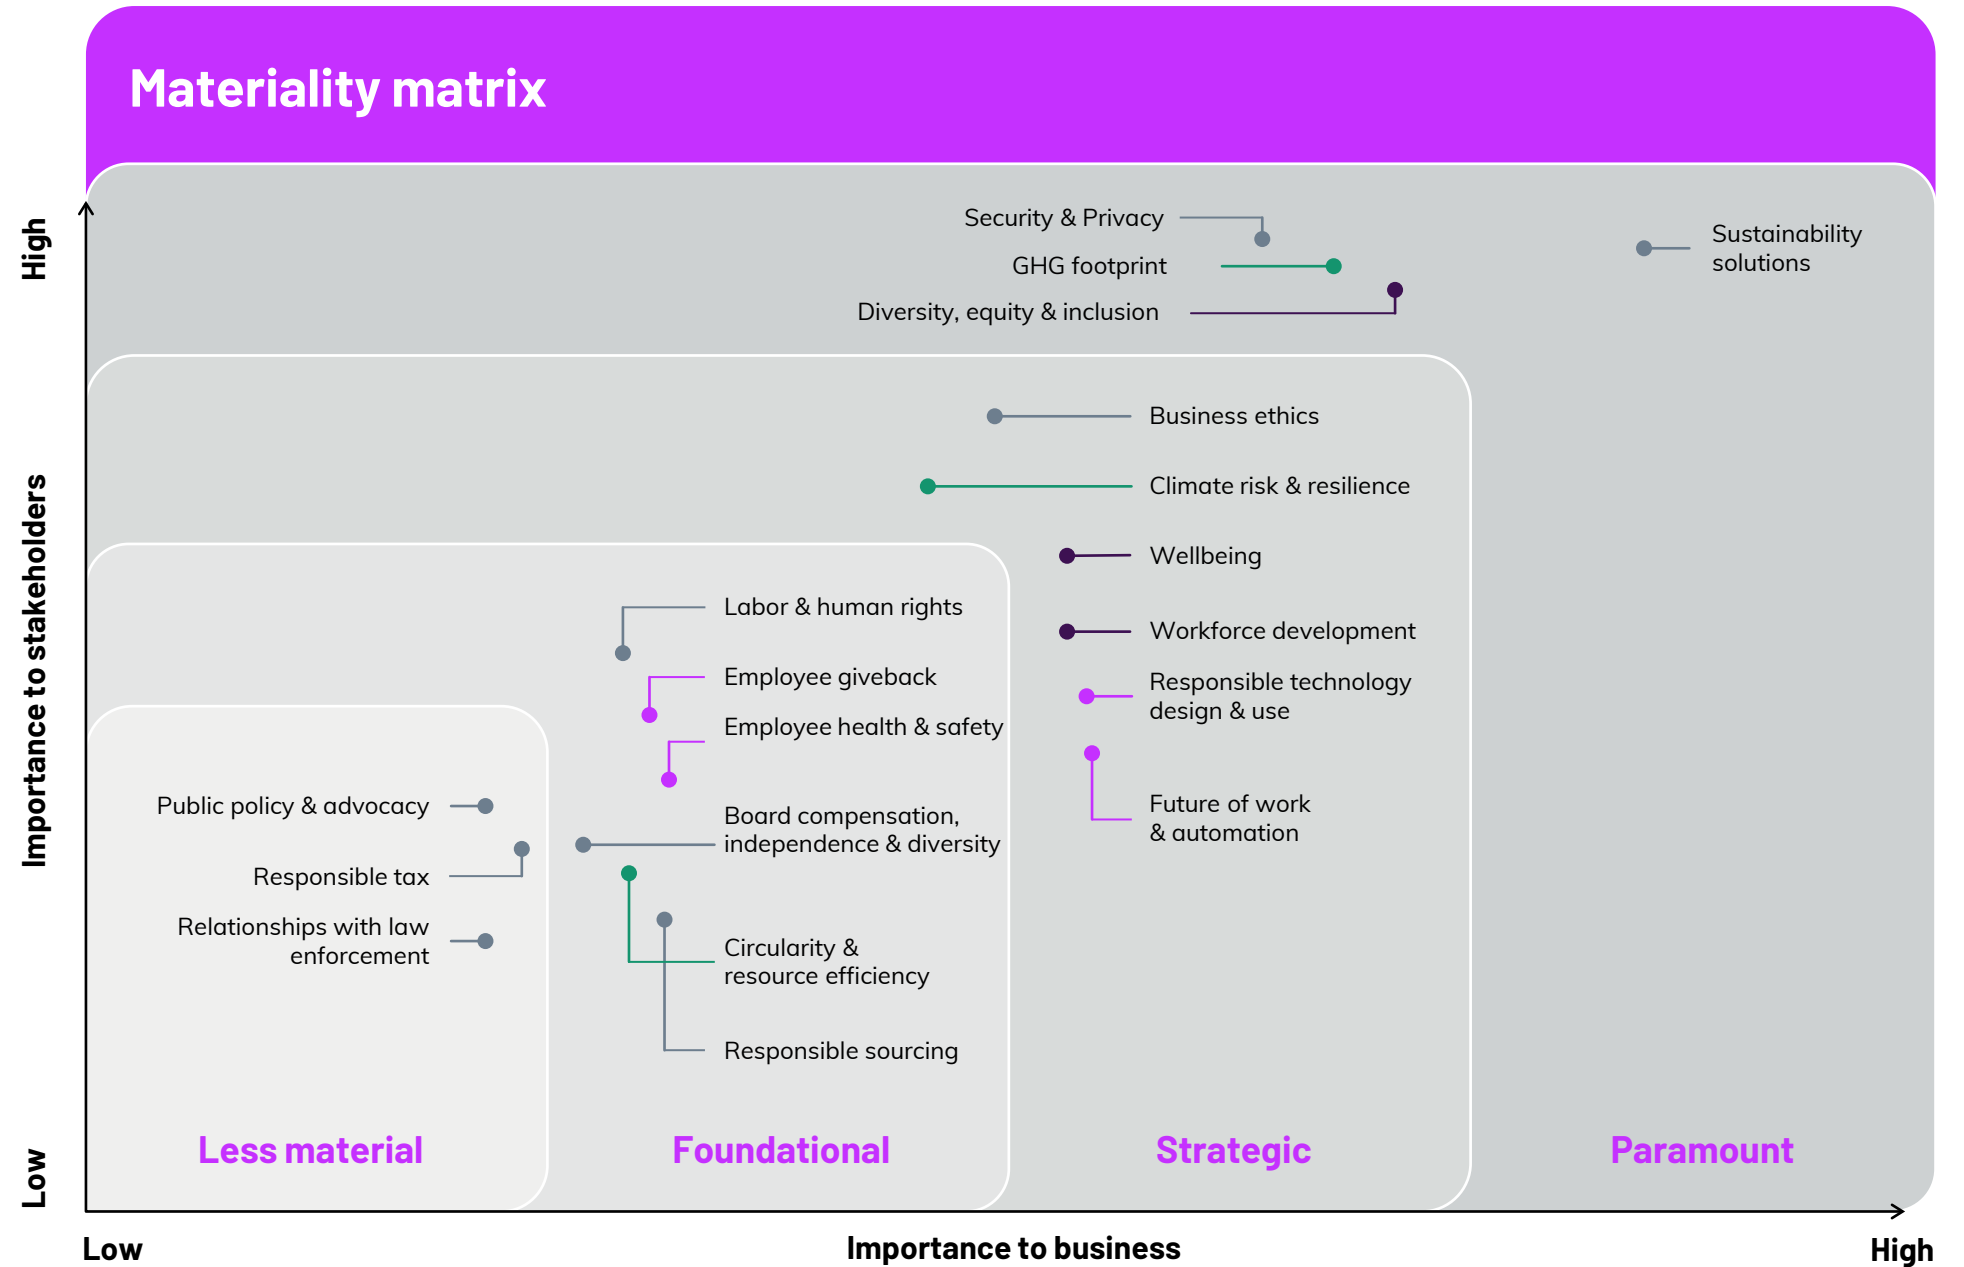 Materiality matrix
High
Importance to stakeholders
Low
Security & Privacy
GHG footprint
Diversity, equity & inclusion
Sustainability
solutions
Business ethics
Climate risk & resilience
Wellbeing
Workforce development
Responsible technology
design & use
Future of work
& automation
Labor & human rights
Employee giveback
Employee health & safety
Board compensation,
independence & diversity
Circularity &
resource efficiency
Responsible sourcing
Public policy & advocacy
Responsible tax
Relationships with law
enforcement
Less material
Foundational
Strategic
Paramount
Low
Importance to business
High